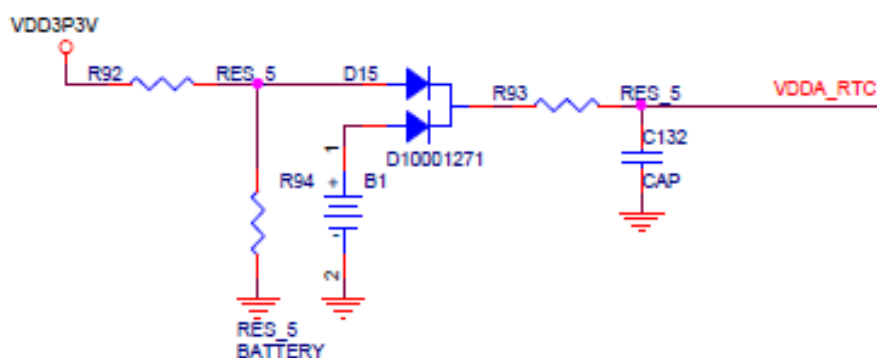 VDD3P3V
R92
RES_5
D15
R93
RES_5
VDDA_RTC
D10001271
C132
CAP
1
R94
+
B1
-
2
RES_5
BATTERY